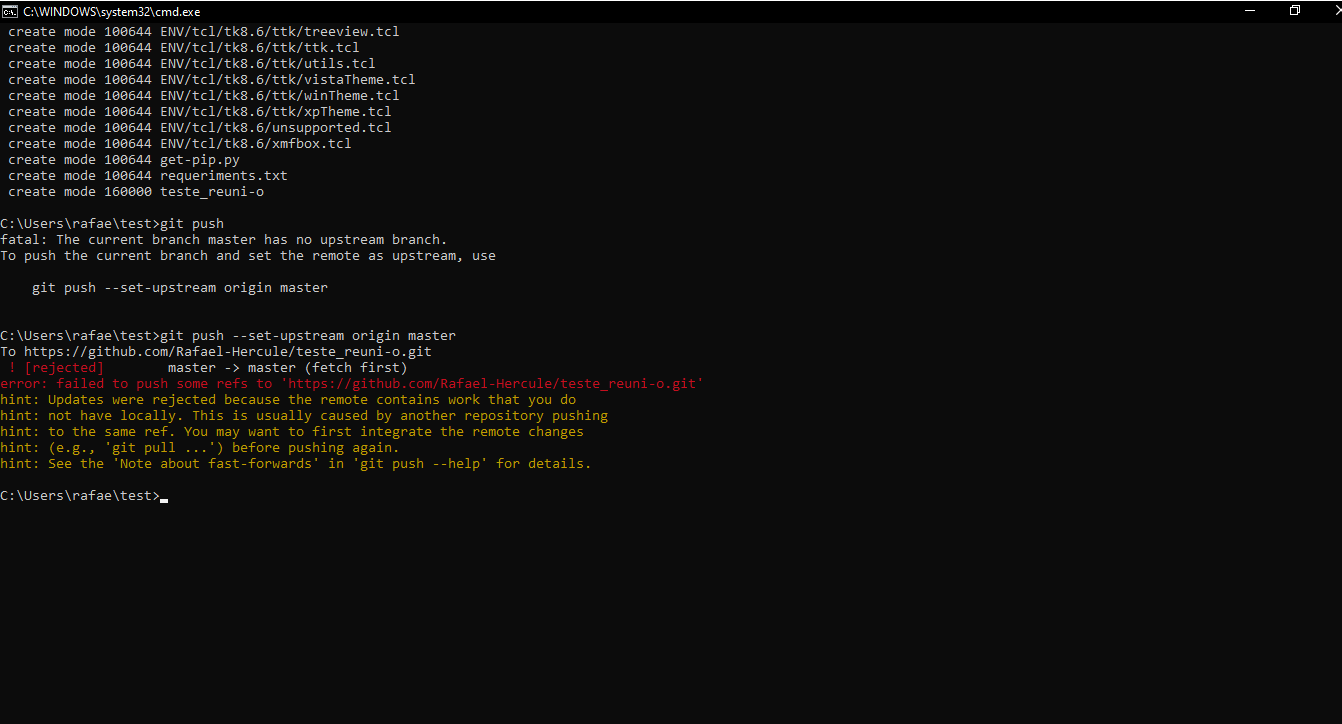 C:\WINDOWS\system32\cmd.exe
create mode 100644 ENV/tcl/tk8.6/ttk/treeview.tcl
create mode 100644 ENV/tcl/tk8.6/ttk/ttk.tcl
create mode 100644 ENV/tcl/tk8.6/ttk/utils.tcl
create mode 100644 ENV/tcl/tk8.6/ttk/vistaTheme.tcl
create mode 100644 ENV/tcl/tk8.6/ttk/winTheme.tcl
create mode 100644 ENV/tcl/tk8.6/ttk/xpTheme.tcl
create mode 100644 ENV/tcl/tk8.6/unsupported.tcl
create mode 100644 ENV/tcl/tk8.6/xmfbox.tcl
create mode 100644 get-pip.py
create mode 100644 requeriments.txt
create mode 160000 teste_reuni-o
C:\Users\rafae\test>git push
fatal: The current branch master has no upstream branch.
To push the current branch and set the remote as upstream, use
git push --set-upstream origin master
C:\Users\rafae\test>git push --set-upstream origin master
To https://github.com/Rafael-Hercule/teste_reuni-o.git
! [rejected]        master -> master (fetch first)
error: failed to push some refs to 'https://github.com/Rafael-Hercule/teste_reuni-o.git'
hint: Updates were rejected because the remote contains work that you do
hint: not have locally. This is usually caused by another repository pushing
hint: to the same ref. You may want to first integrate the remote changes
hint: (e.g., 'git pull ...') before pushing again.
hint: See the 'Note about fast-forwards' in 'git push --help' for details.
C:\Users\rafae\test>